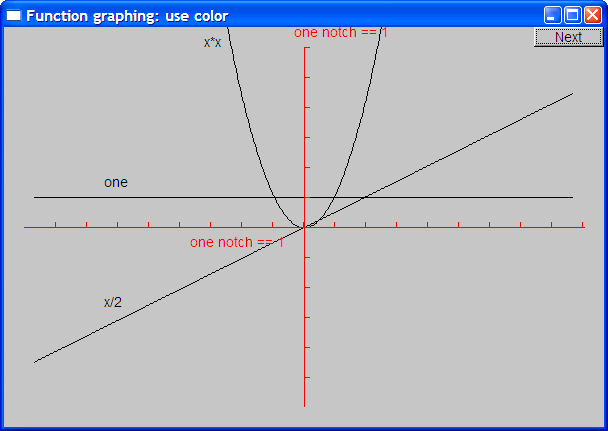 Function graphing: use color
one notch == 1
Next
x*x
one
one notch == 1
x/2